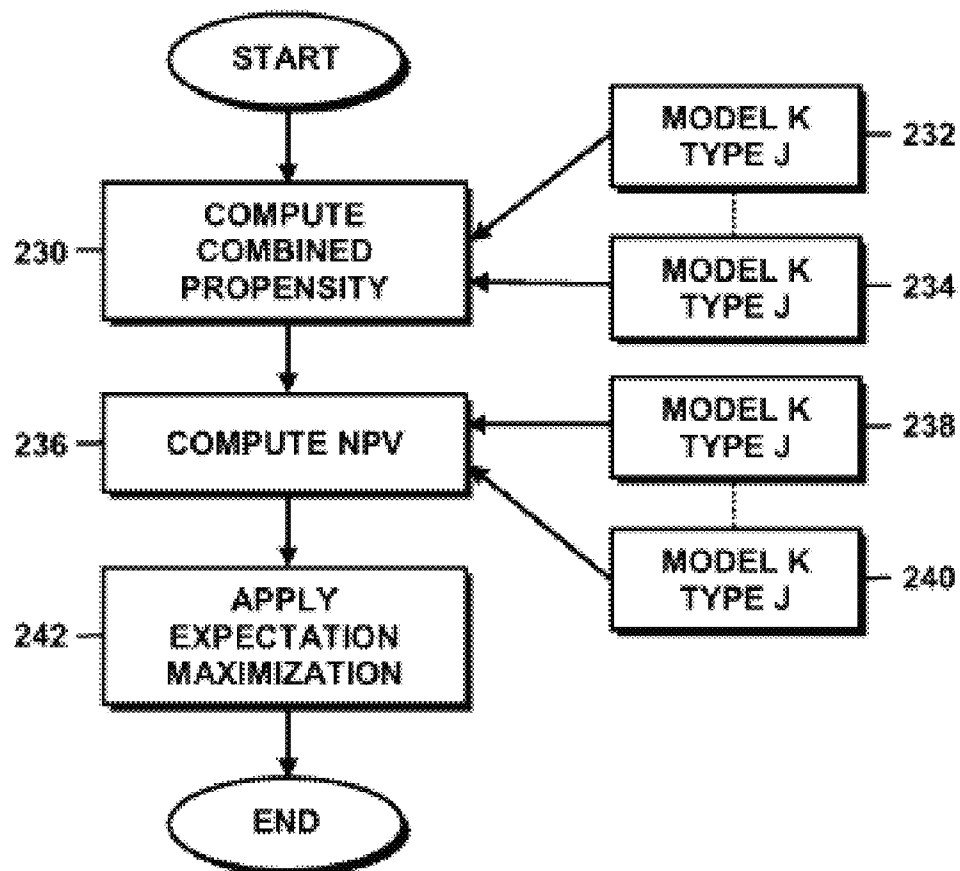 START
MODEL K
TYPE J
232
COMPUTE
COMBINED
PROPENSITY
230
MODEL K
TYPE J
234
COMPUTE NPV
236
MODEL K
TYPE J
238
MODEL K
TYPE J
240
APPLY
EXPECTATION
MAXIMIZATION
242
END